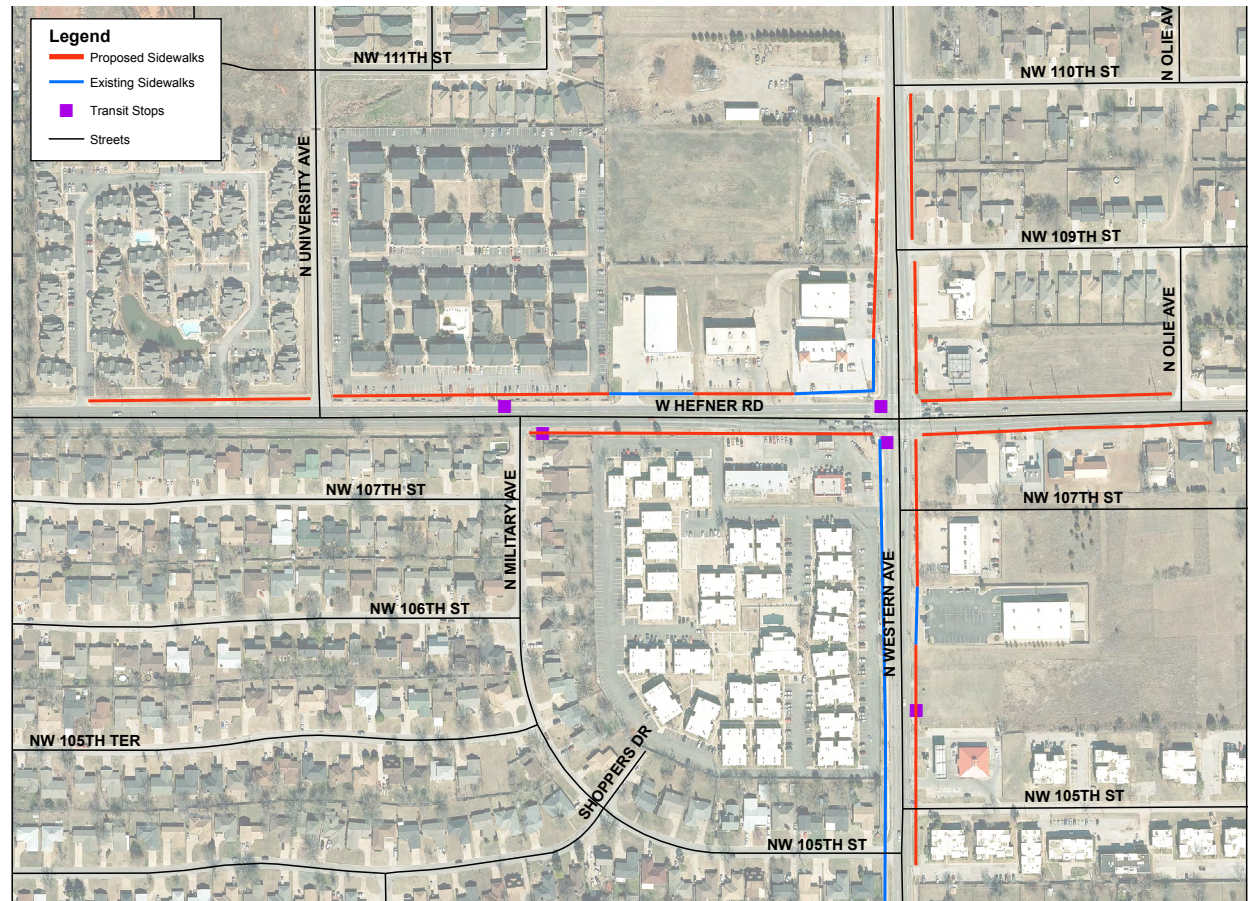 Legend
Proposed Sidewalks
Existing Sidewalks
Transit Stops
Streets
NW 111TH ST
NW 110TH ST
N OLIE AV
N UNIVERSITY AVE
NW 109TH ST
N OLIE AVE
W HEFNER RD
NW 107TH ST
NW 107TH ST
N MILITARY AVE
N WESTERN AVE
NW 106TH ST
NW 105TH TER
SHOPPERS DR
NW 105TH ST
NW 105TH ST